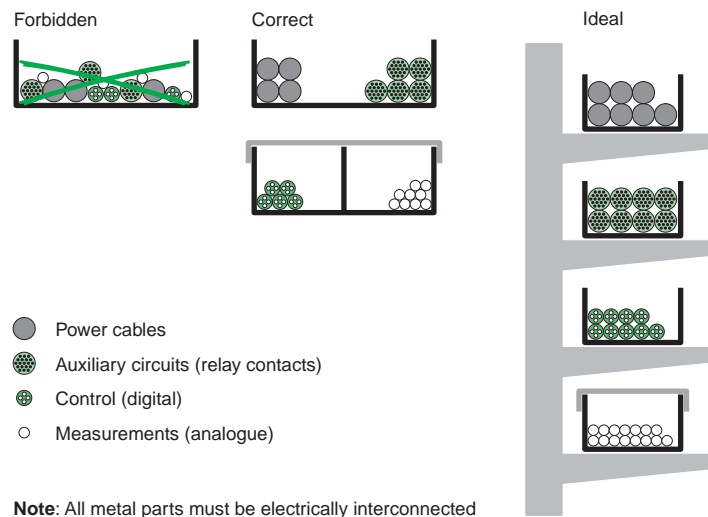 Forbidden
Correct
Ideal
Power cables
Auxiliary circuits (relay contacts)
Control (digital)
Measurements (analogue)
Note: All metal parts must be electrically interconnected